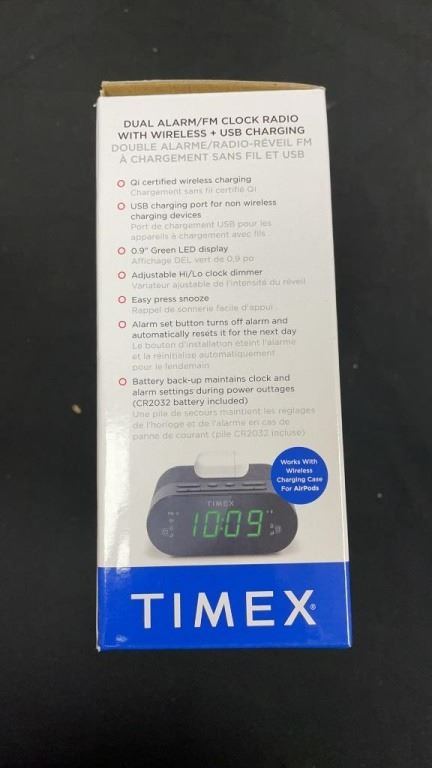 DUAL ALARM/FM CLOCK RADIO
WITH WIRELESS + USB CHARGING
DOUBLE ALARME/RADIO-RÉVEIL FM
À CHARGEMENT SANS FIL ET USB
Qi certified wireless charging
Chargement sans fil certifié Qi
USB charging port for non wireless
charging devices
Port de chargement USB pour les
appareils à chargement avec fils
0.9" Green LED display
Affichage DEL vert de 0,9 po
Adjustable Hi/Lo clock dimmer
Variateur ajustable de l'intensité du réveil
Easy press snooze
Rappel de sonnerie facile d'appui
Alarm set button turns off alarm and
automatically resets it for the next day
Le bouton d'installation éteint l'alarme
et la réinitialise automatiquement
pour le lendemain
Battery back-up maintains clock and
alarm settings during power outages
(CR2032 battery included)
Une pile de secours maintient les réglages
de l'horloge et de l'alarme en cas de
panne de courant (pile CR2032 incluse)
Works With
Wireless
Charging Case
For AirPods
TIMEX
10:09
TIMEX®